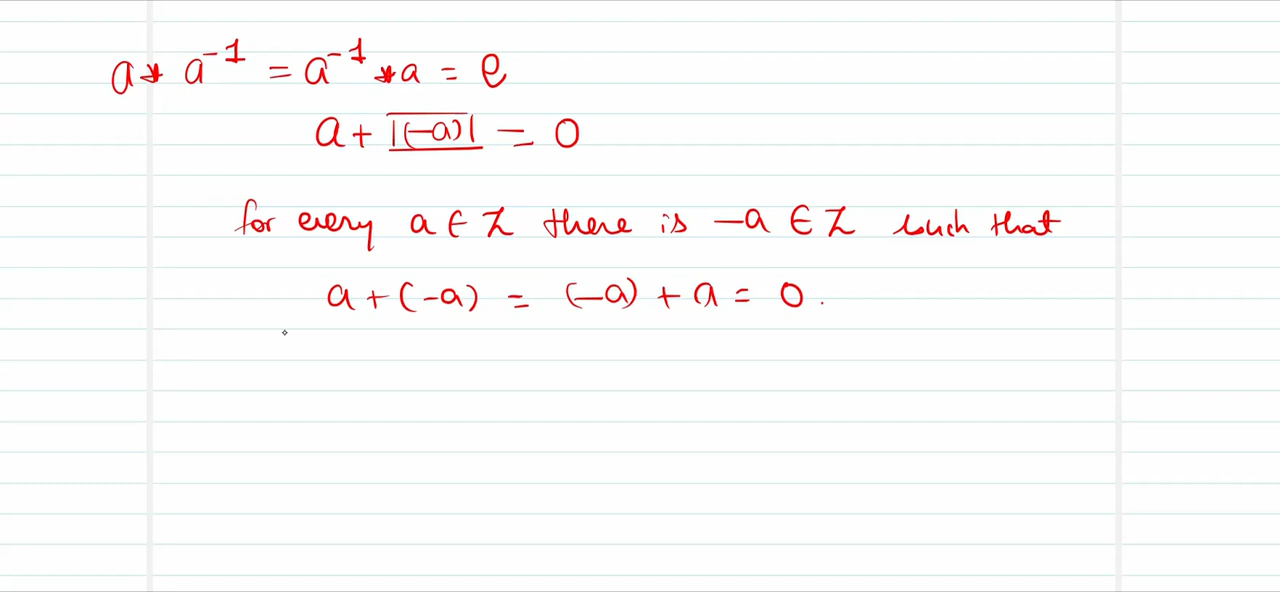 a * a⁻¹ = a⁻¹ * a = e
a + |(-a)| = 0
for every a ∈ Z there is -a ∈ Z such that
a + (-a) = (-a) + a = 0.